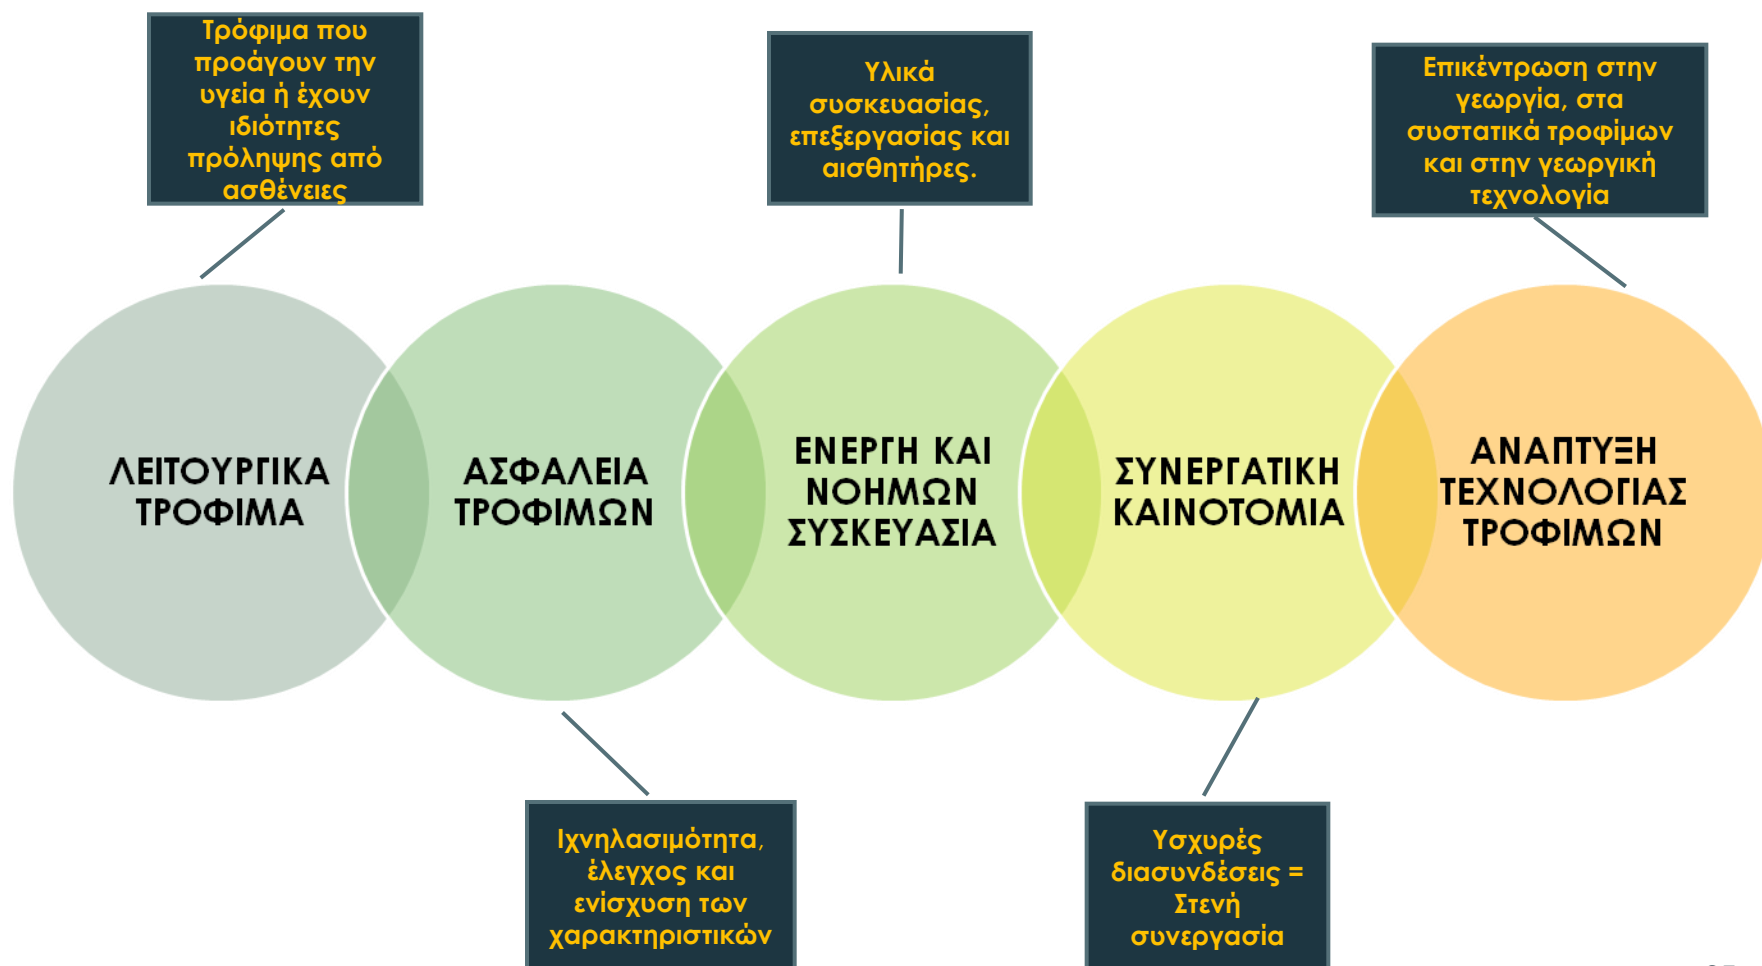 Τρόφιμα που
προάγουν την
υγεία ή έχουν
ιδιότητες
πρόληψης από
ασθένειες
Υλικά
συσκευασίας,
επεξεργασίας και
αισθητήρες.
Επικέντρωση στην
γεωργία, στα
συστατικά τροφίμων
και στην γεωργική
τεχνολογία
ΛΕΙΤΟΥΡΓΙΚΑ
ΤΡΟΦΙΜΑ
ΑΣΦΑΛΕΙΑ
ΤΡΟΦΙΜΩΝ
ΕΝΕΡΓΗ ΚΑΙ
ΝΟΗΜΩΝ
ΣΥΣΚΕΥΑΣΙΑ
ΣΥΝΕΡΓΑΤΙΚΗ
ΚΑΙΝΟΤΟΜΙΑ
ΑΝΑΠΤΥΞΗ
ΤΕΧΝΟΛΟΓΙΑΣ
ΤΡΟΦΙΜΩΝ
Ιχνηλασιμότητα,
έλεγχος και
ενίσχυση των
χαρακτηριστικών
Υσχυρές
διασυνδέσεις =
Στενή
συνεργασία